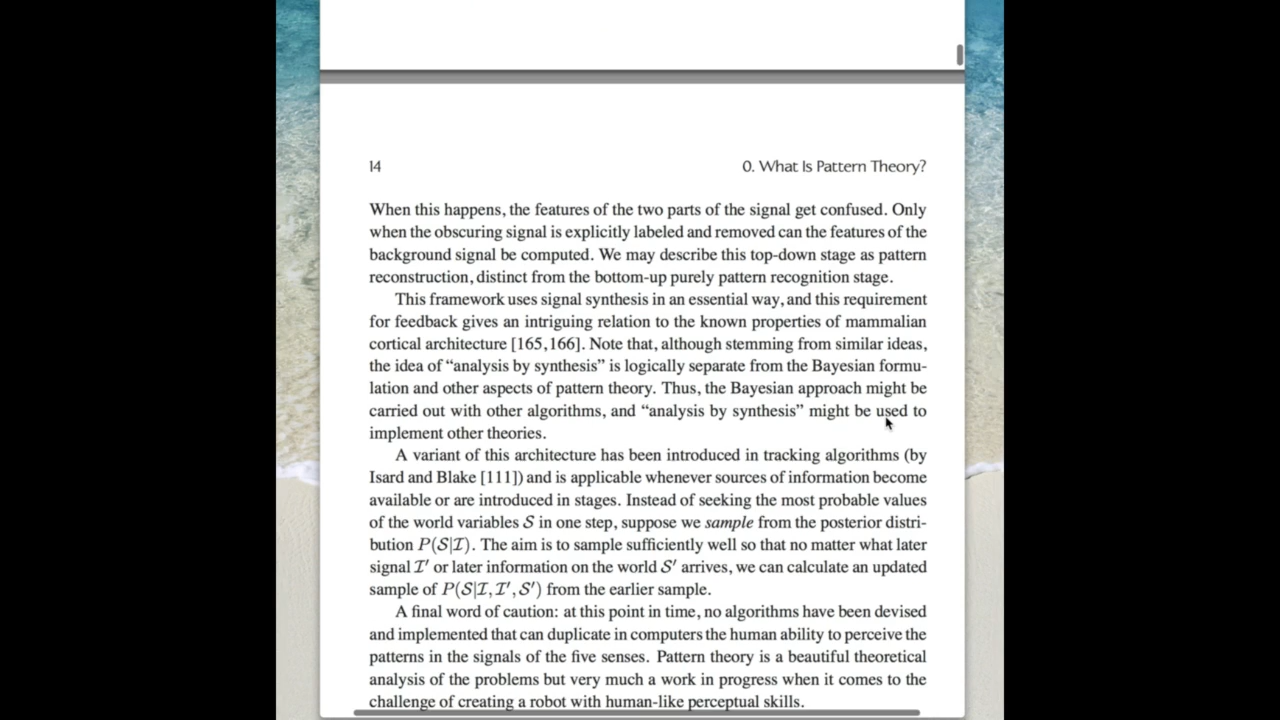 14
0. What Is Pattern Theory?
When this happens, the features of the two parts of the signal get confused. Only
when the obscuring signal is explicitly labeled and removed can the features of the
background signal be computed. We may describe this top-down stage as pattern
reconstruction, distinct from the bottom-up purely pattern recognition stage.
This framework uses signal synthesis in an essential way, and this requirement
for feedback gives an intriguing relation to the known properties of mammalian
cortical architecture [165,166]. Note that, although stemming from similar ideas,
the idea of “analysis by synthesis” is logically separate from the Bayesian formu-
lation and other aspects of pattern theory. Thus, the Bayesian approach might be
carried out with other algorithms, and “analysis by synthesis” might be used to
implement other theories.
A variant of this architecture has been introduced in tracking algorithms (by
Isard and Blake [111]) and is applicable whenever sources of information become
available or are introduced in stages. Instead of seeking the most probable values
of the world variables S in one step, suppose we sample from the posterior distri-
bution P(S|I). The aim is to sample sufficiently well so that no matter what later
signal I′ or later information on the world S′ arrives, we can calculate an updated
sample of P(S|I, I′, S′) from the earlier sample.
A final word of caution: at this point in time, no algorithms have been devised
and implemented that can duplicate in computers the human ability to perceive the
patterns in the signals of the five senses. Pattern theory is a beautiful theoretical
analysis of the problems but very much a work in progress when it comes to the
challenge of creating a robot with human-like perceptual skills.